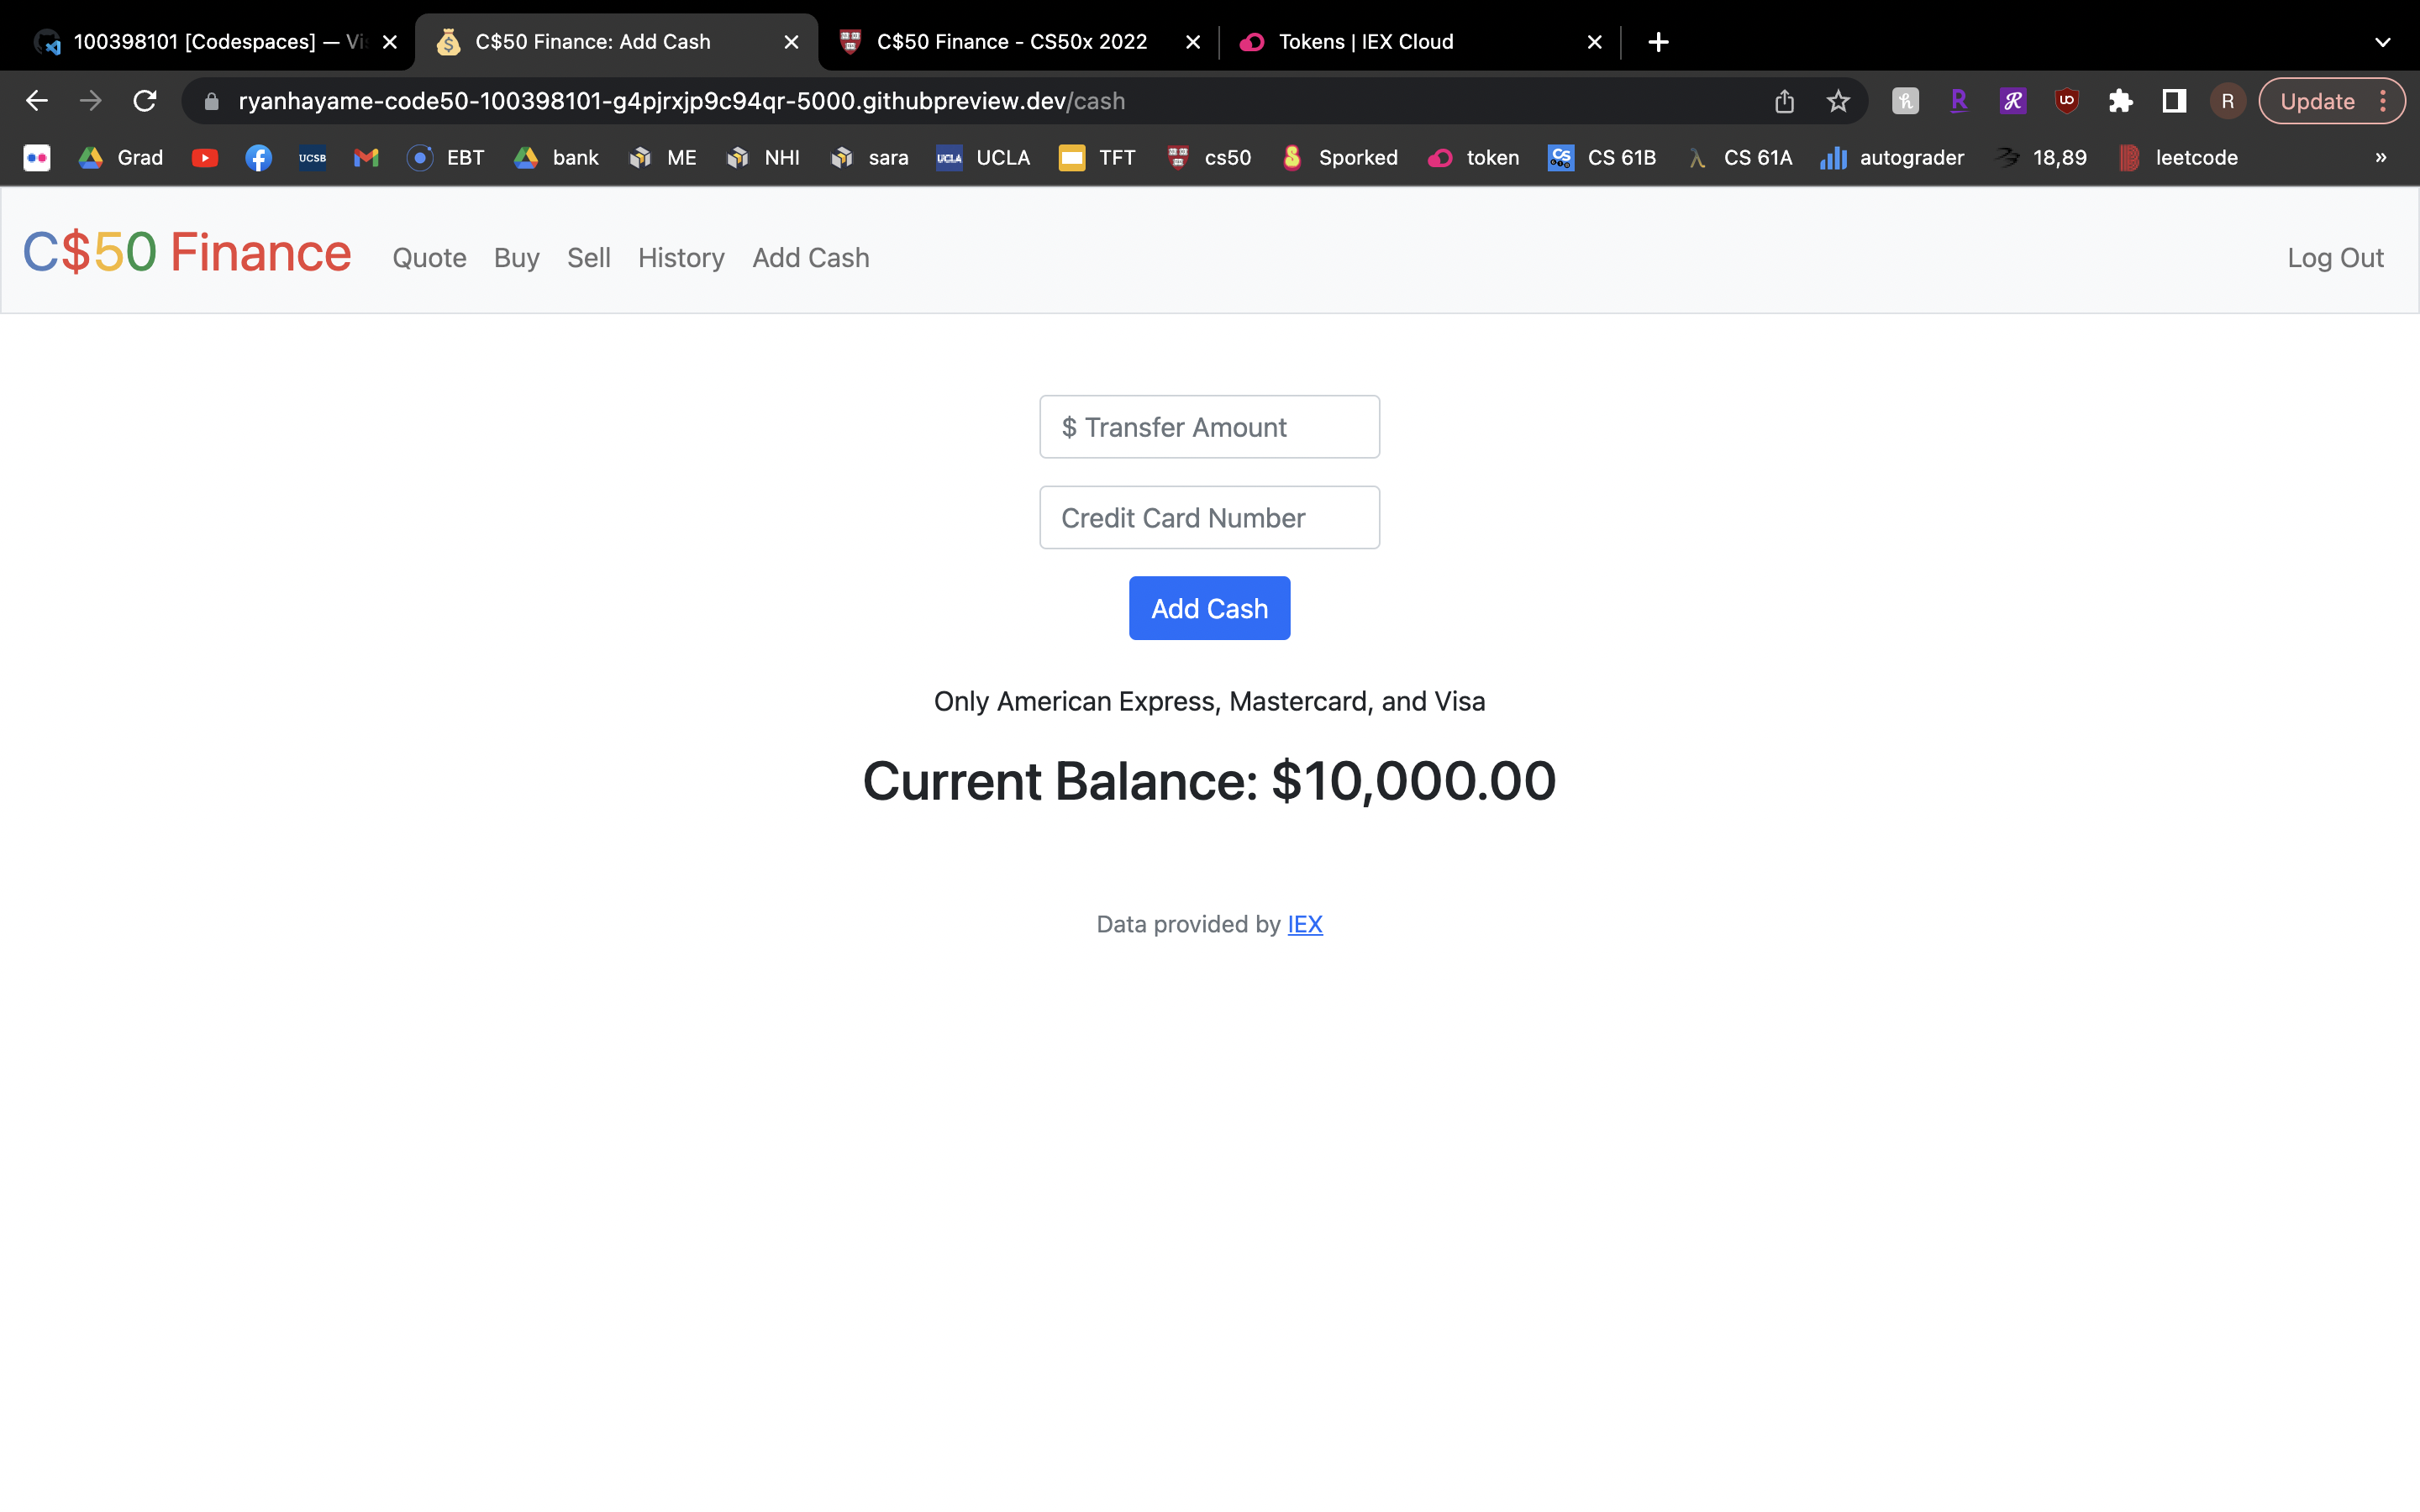 100398101 [Codespaces] — Vis
C$50 Finance: Add Cash
C$50 Finance - CS50x 2022
Tokens | IEX Cloud
ryanhayame-code50-100398101-g4pjrxjp9c94qr-5000.githubpreview.dev/cash
R
Update
Grad
UCSB
EBT
bank
ME
NHI
sara
UCLA
UCLA
TFT
cs50
Sporked
token
CS 61B
CS 61A
autograder
18,89
leetcode
»
C$50 Finance
Quote
Buy
Sell
History
Add Cash
Log Out
$ Transfer Amount
Credit Card Number
Add Cash
Only American Express, Mastercard, and Visa
Current Balance: $10,000.00
Data provided by IEX